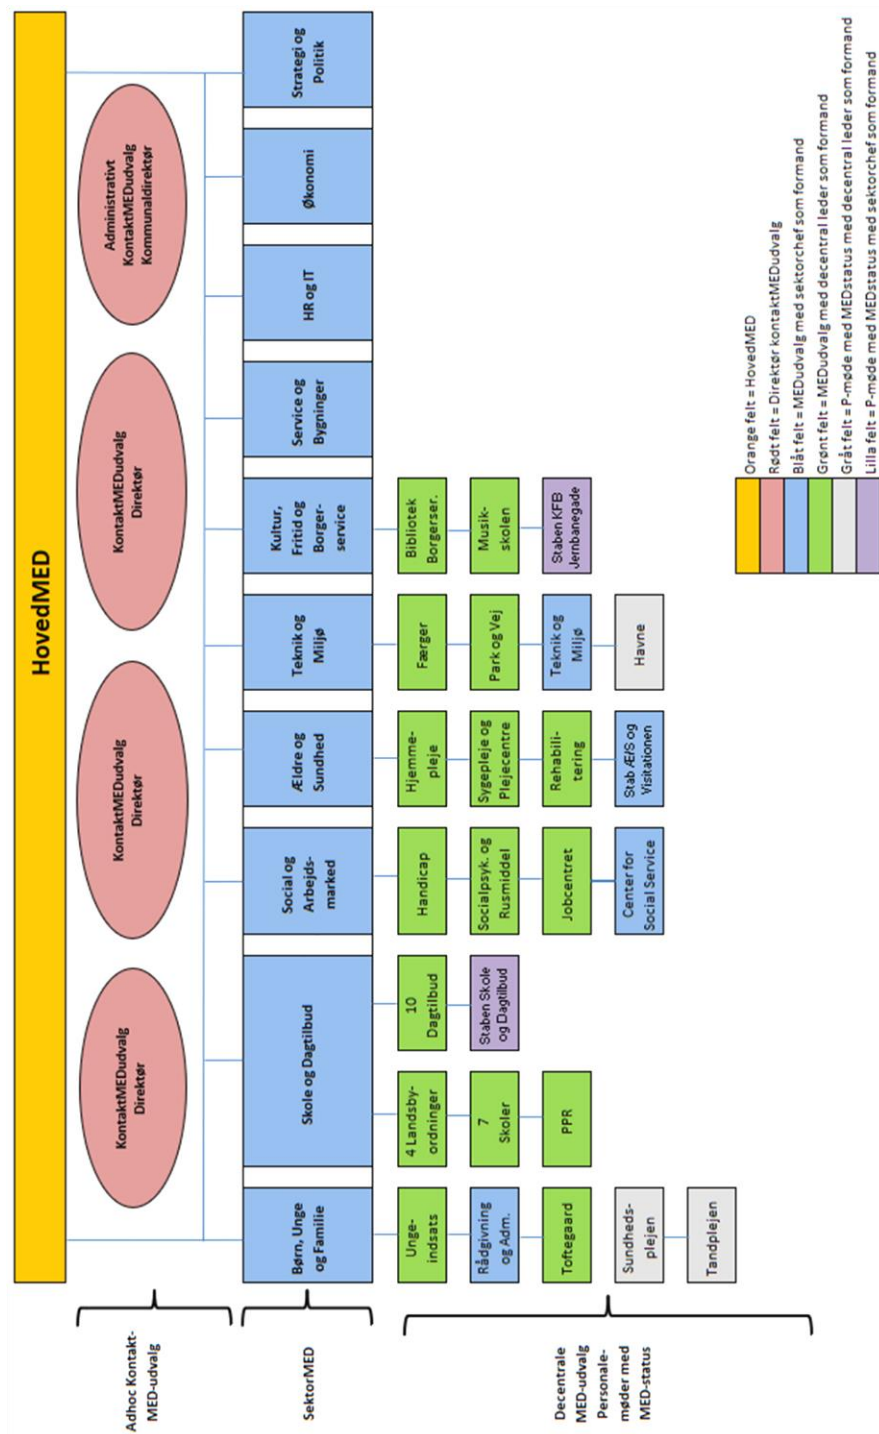 HovedMED
Adhoc Kontakt-
MED-udvalg
KontaktMEDudvalg
Direktør
KontaktMEDudvalg
Direktør
KontaktMEDudvalg
Direktør
Administrativt
KontaktMEDudvalg
Kommunaldirektør
SektorMED
Børn, Unge
og Familie
Skole og Dagtilbud
Social og
Arbejds-
marked
Ældre og
Sundhed
Teknik og
Miljø
Kultur,
Fritid og
Borger-
service
Service og
Bygninger
HR og IT
Økonomi
Strategi og
Politik
Decentrale
MED-udvalg
Personale-
møder med
MED-status
Unge-
indsats
Rådgivning
og Adm.
Toftegaard
Sundheds-
plejen
Tandplejen
4 Landsby-
ordninger
7
Skoler
PPR
10
Dagtilbud
Staben Skole
og Dagtilbud
Handicap
Socialpsyk. og
Rusmiddel
Jobcentret
Center for
Social Service
Hjemme-
pleje
Sygepleje og
Plejecentre
Rehabili-
tering
Stab Æ/S og
Visitationen
Færger
Park og Vej
Teknik og
Miljø
Havne
Bibliotek
Borgerser.
Musik-
skolen
Staben KFB
Jernbanegade
Orange felt = HovedMED
Rødt felt = Direktør kontaktMEDudvalg
Blåt felt = MEDudvalg med sektorchef som formand
Grønt felt = MEDudvalg med decentral leder som formand
Gråt felt = P-møde med MEDstatus med decentral leder som formand
Lilla felt = P-møde med MEDstatus med sektorchef som formand